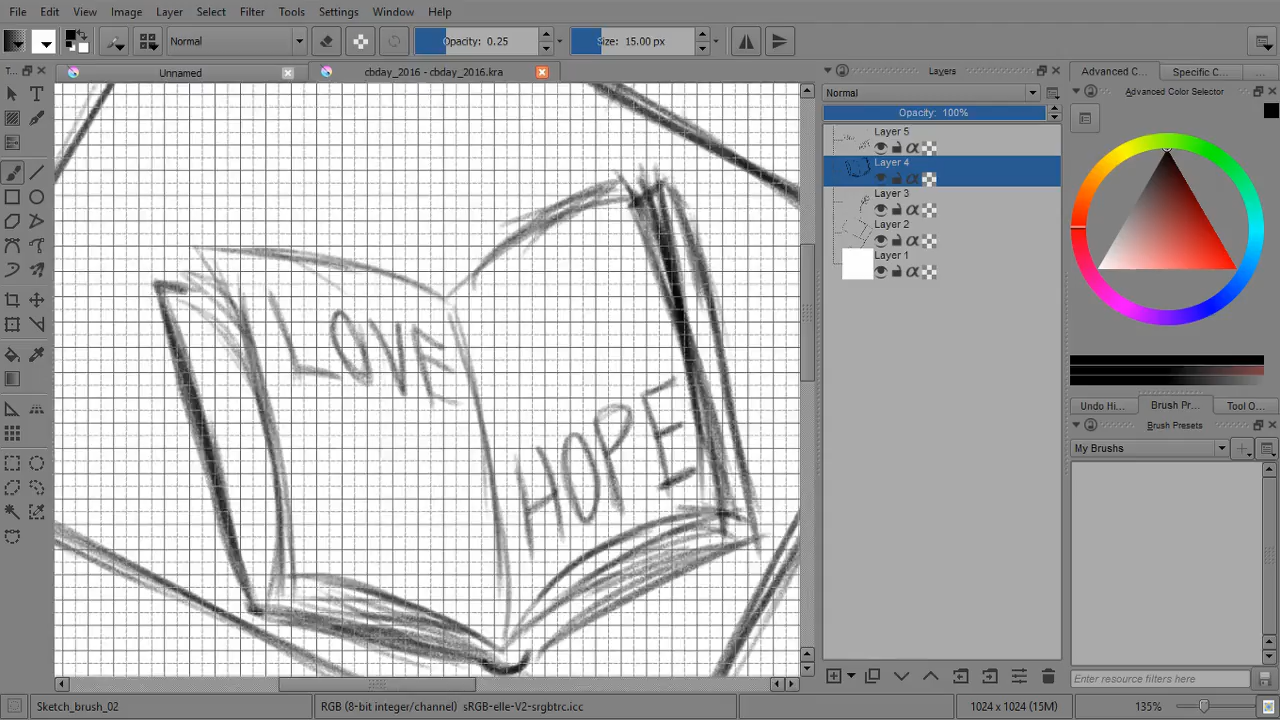 File Edit View Image Layer Select Filter Tools Settings Window Help
Normal Opacity: 0.25 Size: 15.00 px
T... Unnamed cbday_2016 - cbday_2016.kra Layers Advanced C... Specific C... ...
Advanced Color Selector
Normal
Opacity: 100%
Layer 5
Layer 4
Layer 3
Layer 2
Layer 1
LOVE
HOPE
Undo Hi... Brush Pr... Tool O...
Brush Presets
My Brushs
Enter resource filters here
Sketch_brush_02 RGB (8-bit integer/channel) sRGB-elle-V2-srgbtrc.icc 1024 x 1024 (15M) 135%